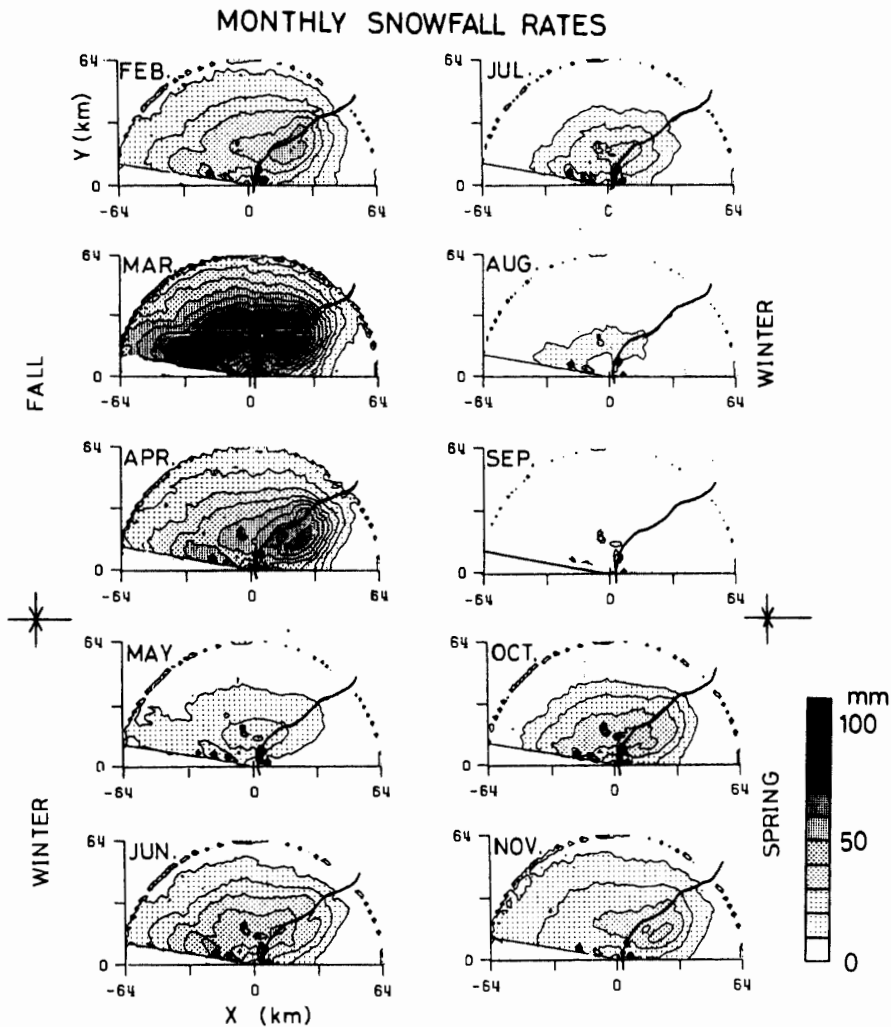 MONTHLY SNOWFALL RATES
64
FEB.
Y (km)
0
-64 0 64
64
JUL
0
-64 C 64
64
MAR.
0
-64 0 64
64
AUG
0
-64 0 64
FALL
WINTER
64
APR.
0
-64 0 64
64
SEP.
0
-64 0 64
64
MAY
0
-64 0 64
64
OCT.
0
-64 0 64
mm
100
50
0
WINTER
SPRING
64
JUN.
0
-64 0 64
X (km)
64
NOV.
0
-64 0 64